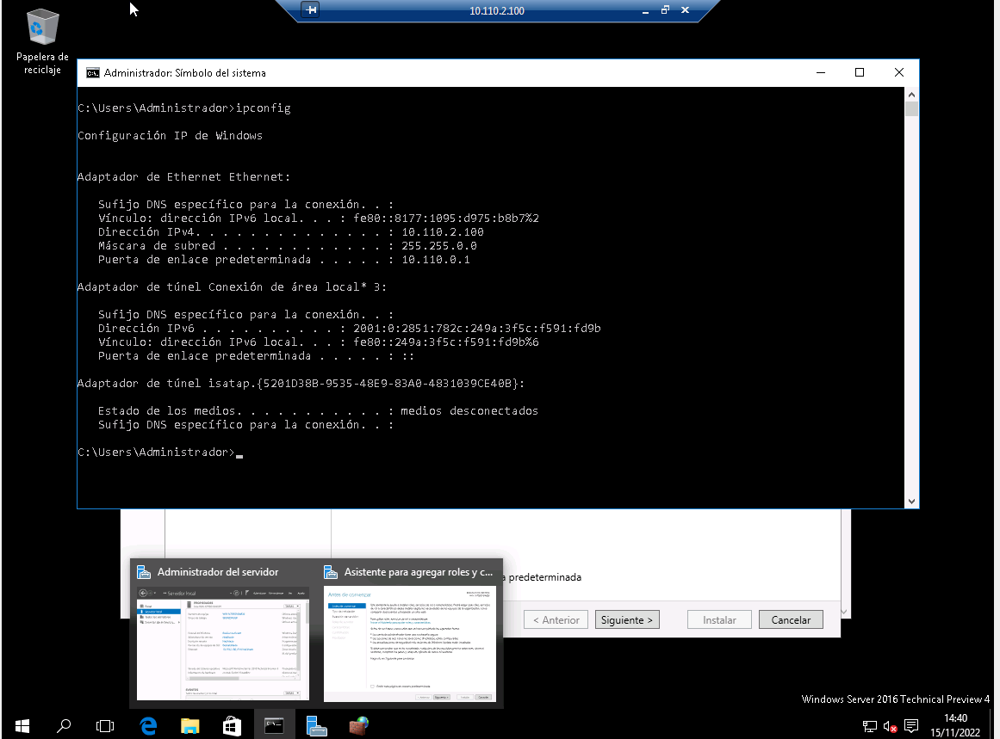 10.110.2.100
Papelera de
reciclaje
Administrador: Símbolo del sistema
C:\Users\Administrador>ipconfig
Configuración IP de Windows
Adaptador de Ethernet Ethernet:
Sufijo DNS específico para la conexión. . :
Vínculo: dirección IPv6 local. . . : fe80::8177:1095:d975:b8b7%2
Dirección IPv4. . . . . . . . . . . . . . : 10.110.2.100
Máscara de subred . . . . . . . . . . . . : 255.255.0.0
Puerta de enlace predeterminada . . . . . : 10.110.0.1
Adaptador de túnel Conexión de área local* 3:
Sufijo DNS específico para la conexión. . :
Dirección IPv6 . . . . . . . . . . : 2001:0:2851:782c:249a:3f5c:f591:fd9b
Vínculo: dirección IPv6 local. . . : fe80::249a:3f5c:f591:fd9b%6
Puerta de enlace predeterminada . . . . . : ::
Adaptador de túnel isatap.{5201D38B-9535-48E9-83A0-4831039CE40B}:
Estado de los medios. . . . . . . . . . . : medios desconectados
Sufijo DNS específico para la conexión. . :
C:\Users\Administrador>
predeterminada
Administrador del servidor
Asistente para agregar roles y c...
Antes de comenzar
< Anterior
Siguiente >
Instalar
Cancelar
Windows Server 2016 Technical Preview 4
14:40
15/11/2022